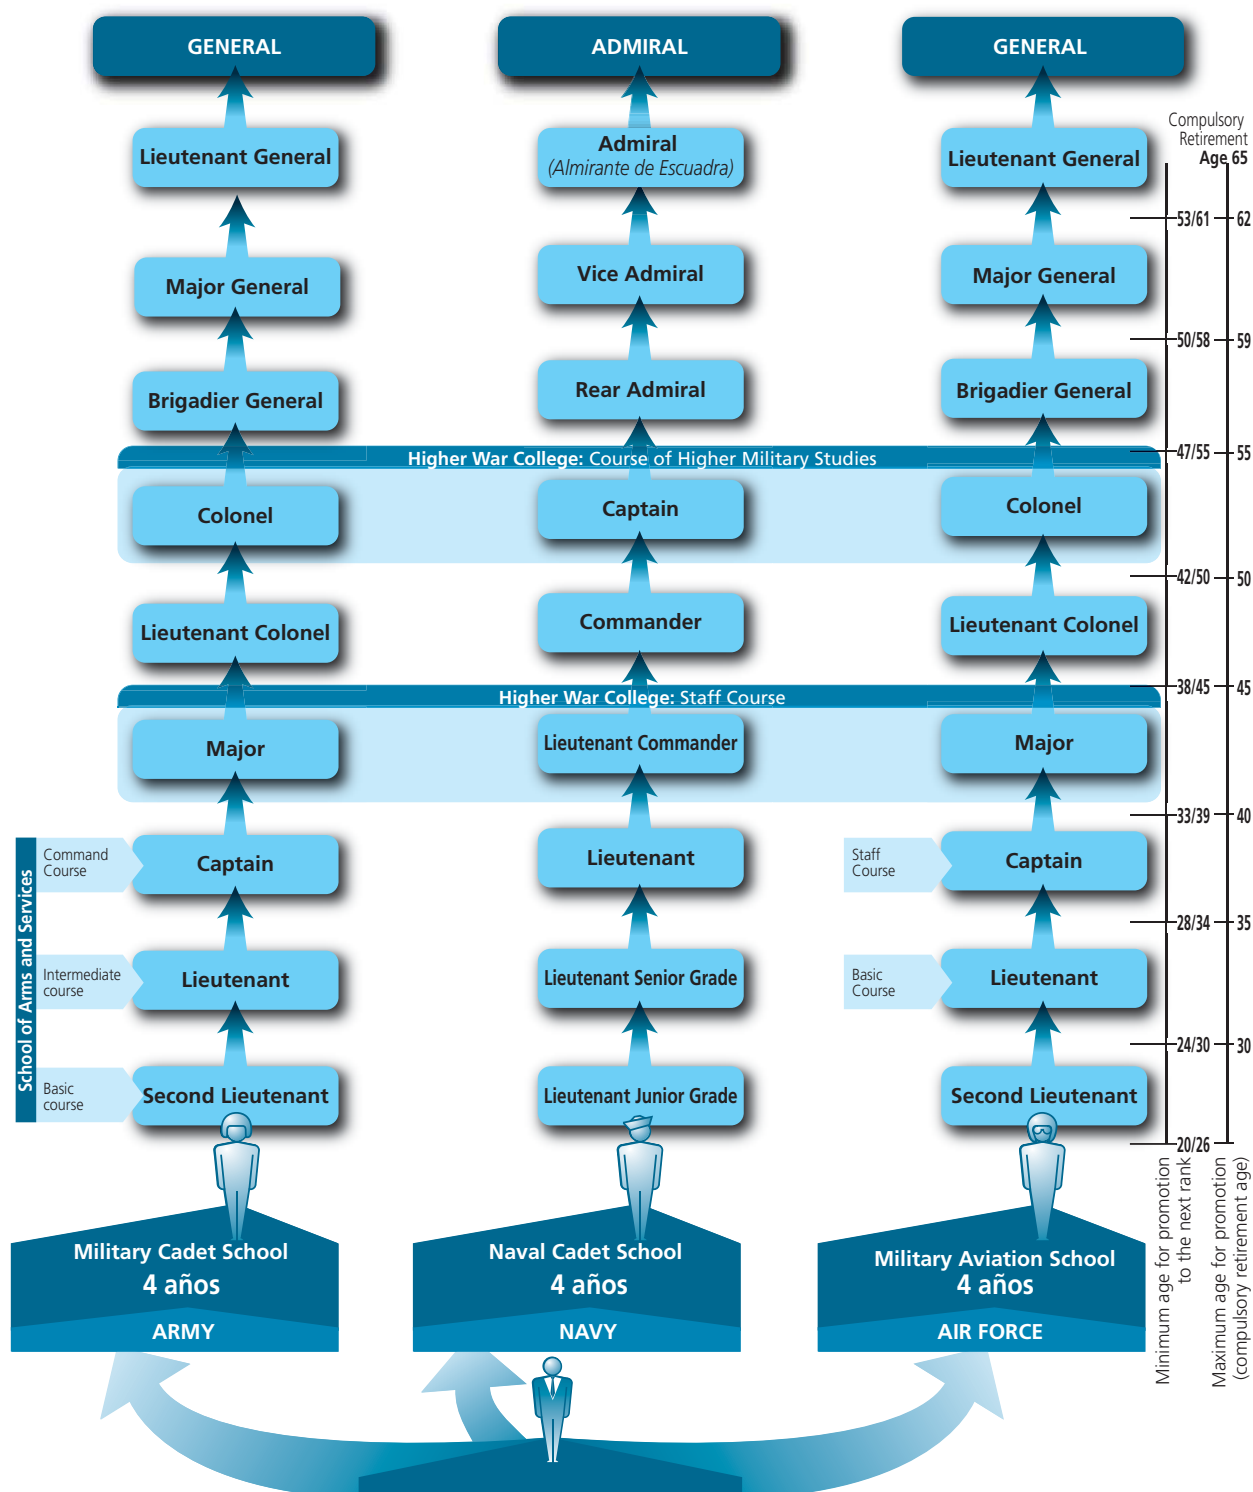 GENERAL
ADMIRAL
GENERAL
Compulsory
Retirement
Age 65
Lieutenant General
Admiral
(Almirante de Escuadra)
Lieutenant General
53/61
62
Major General
Vice Admiral
Major General
50/58
59
Brigadier General
Rear Admiral
Brigadier General
Higher War College: Course of Higher Military Studies
47/55
55
Colonel
Captain
Colonel
42/50
50
Lieutenant Colonel
Commander
Lieutenant Colonel
Higher War College: Staff Course
38/45
45
Major
Lieutenant Commander
Major
33/39
40
School of Arms and Services
Command
Course
Captain
Lieutenant
Staff
Course
Captain
28/34
35
Intermediate
course
Lieutenant
Lieutenant Senior Grade
Basic
Course
Lieutenant
24/30
30
Basic
course
Second Lieutenant
Lieutenant Junior Grade
Second Lieutenant
20/26
Minimum age for promotion
to the next rank
Maximum age for promotion
(compulsory retirement age)
Military Cadet School
4 años
ARMY
Naval Cadet School
4 años
NAVY
Military Aviation School
4 años
AIR FORCE